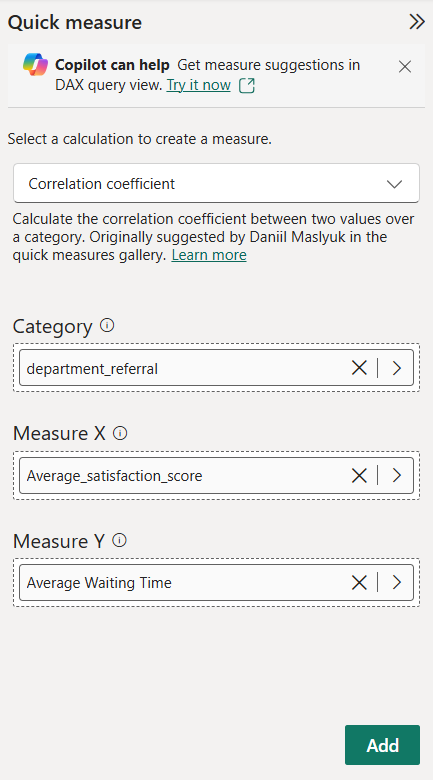 Quick measure
Copilot can help Get measure suggestions in
DAX query view. Try it now
Select a calculation to create a measure.
Correlation coefficient
Calculate the correlation coefficient between two values over
a category. Originally suggested by Daniil Maslyuk in the
quick measures gallery. Learn more
Category
department_referral
Measure X
Average_satisfaction_score
Measure Y
Average Waiting Time
Add